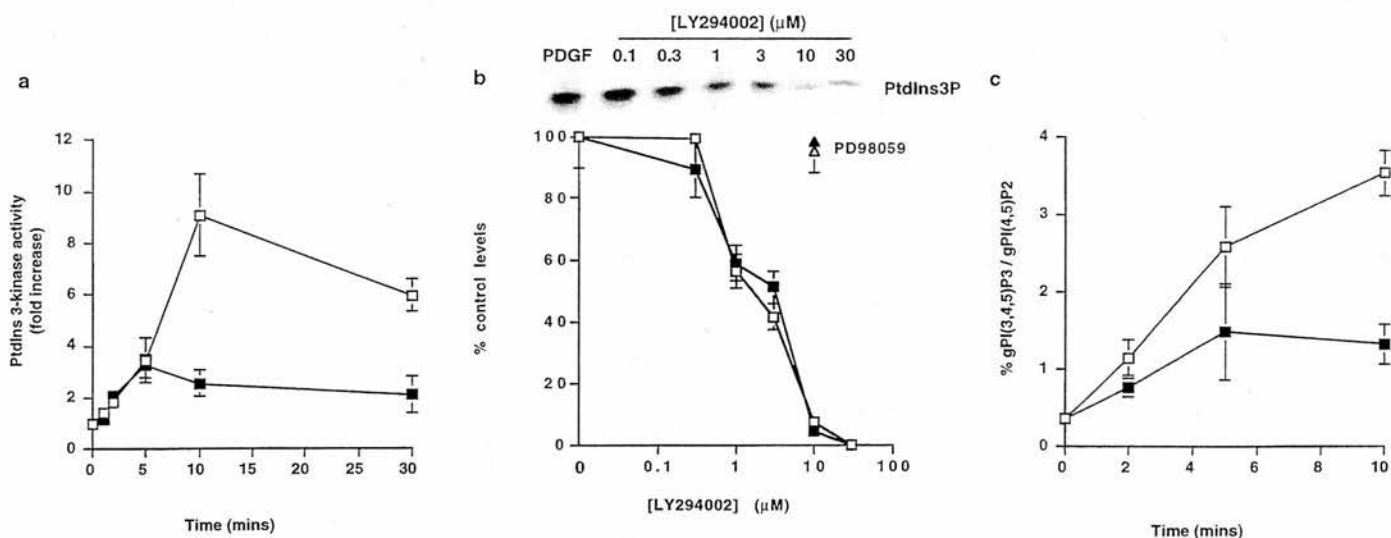 a
PtdIns 3-kinase activity
(fold increase)
12
10
8
6
4
2
0
0 5 10 15 20 25 30
Time (mins)
b
[LY294002] (µM)
PDGF 0.1 0.3 1 3 10 30
PtdIns3P
% control levels
100
80
60
40
20
0
PD98059
0 0.1 1 10 100
[LY294002] (µM)
c
% gPI(3,4,5)P3 / gPI(4,5)P2
4
3
2
1
0
0 2 4 6 8 10
Time (mins)